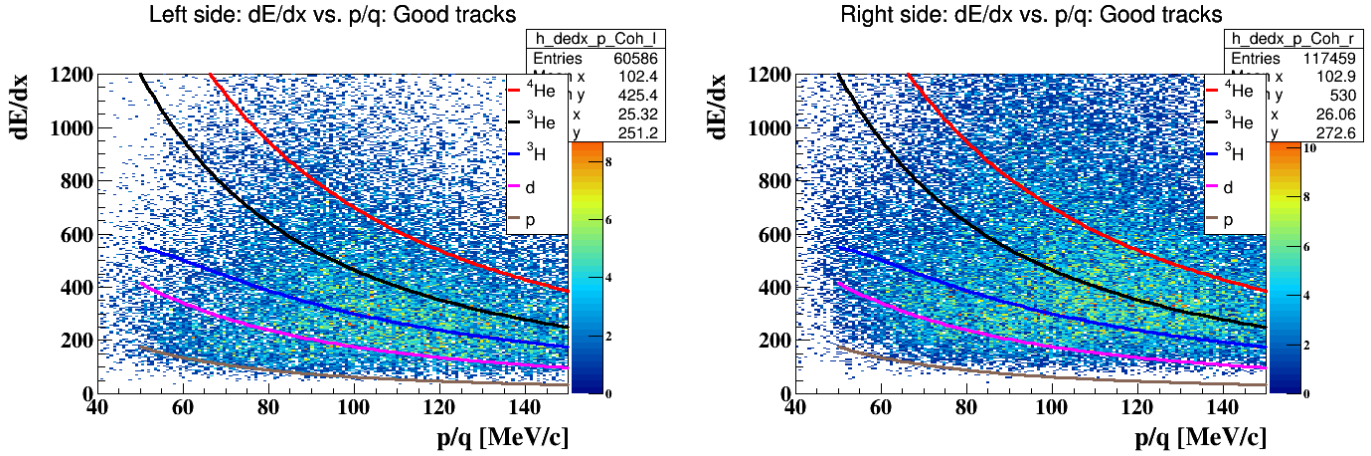 Left side: dE/dx vs. p/q: Good tracks
h_dedx_p_Coh_l
Entries 60586
Mean x 102.4
y 425.4
x 25.32
y 251.2
dE/dx
1200
1000
800
600
400
200
0
40 60 80 100 120 140
p/q [MeV/c]
⁴He
³He
³H
d
p
8
6
4
2
0
Right side: dE/dx vs. p/q: Good tracks
h_dedx_p_Coh_r
Entries 117459
Mean x 102.9
y 530
x 26.06
y 272.6
dE/dx
1200
1000
800
600
400
200
0
40 60 80 100 120 140
p/q [MeV/c]
⁴He
³He
³H
d
p
10
8
6
4
2
0